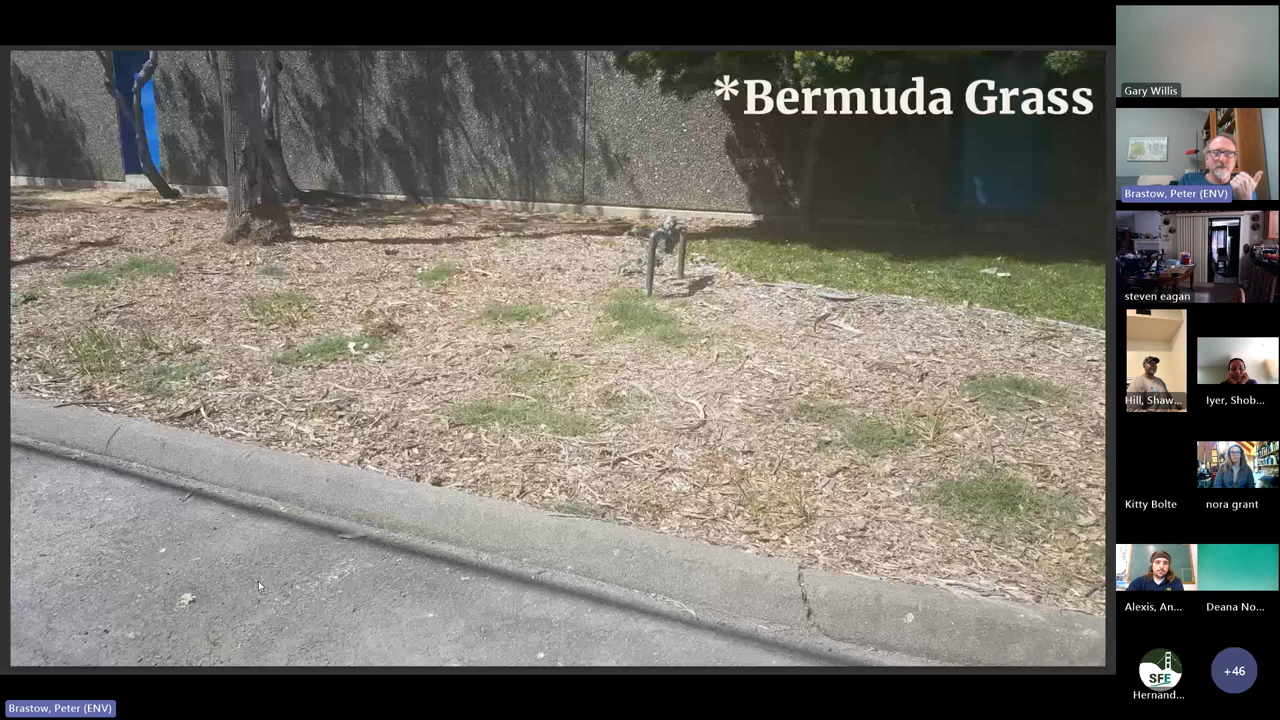 *Bermuda Grass
Gary Willis
Brastow, Peter (ENV)
steven eagan
Hill, Shaw...
Iyer, Shob...
Kitty Bolte
nora grant
Alexis, An...
Deana No...
SFE
Hernand...
+46
Brastow, Peter (ENV)